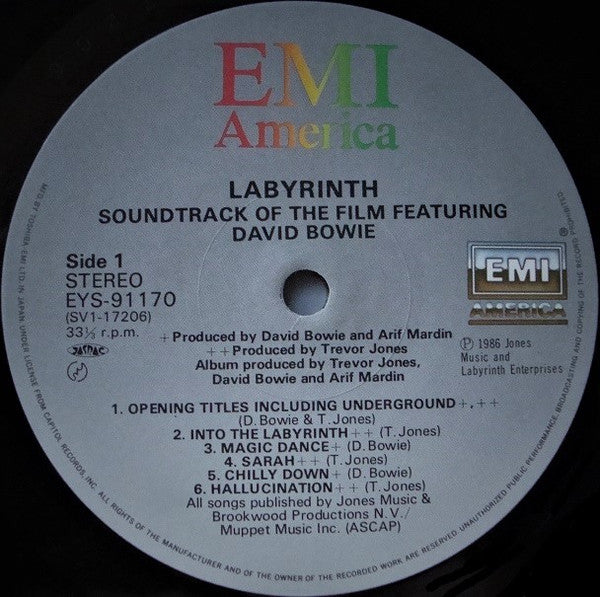 EMI
America
LABYRINTH
SOUNDTRACK OF THE FILM FEATURING
DAVID BOWIE
Side 1
STEREO
EYS-91170
(SV1-17206)
33⅓ r.p.m.
JASRAC
®
EMI
AMERICA
+Produced by David Bowie and Arif Mardin
++Produced by Trevor Jones
Album produced by Trevor Jones,
David Bowie and Arif Mardin
Ⓟ 1986 Jones
Music and
Labyrinth Enterprises
1. OPENING TITLES INCLUDING UNDERGROUND+,++
(D. Bowie & T. Jones)
2. INTO THE LABYRINTH++ (T. Jones)
3. MAGIC DANCE+ (D. Bowie)
4. SARAH++ (T. Jones)
5. CHILLY DOWN+ (D. Bowie)
6. HALLUCINATION++ (T. Jones)
All songs published by Jones Music &
Brookwood Productions N.V./
Muppet Music Inc. (ASCAP)
MFD. BY TOSHIBA-EMI LTD. IN JAPAN UNDER LICENSE FROM CAPITOL RECORDS, INC. ALL RIGHTS OF THE MANUFACTURER AND OF THE OWNER OF THE RECORDED WORK ARE RESERVED. UNAUTHORIZED PUBLIC PERFORMANCE, BROADCASTING AND COPYING OF THE RECORD PROHIBITED.